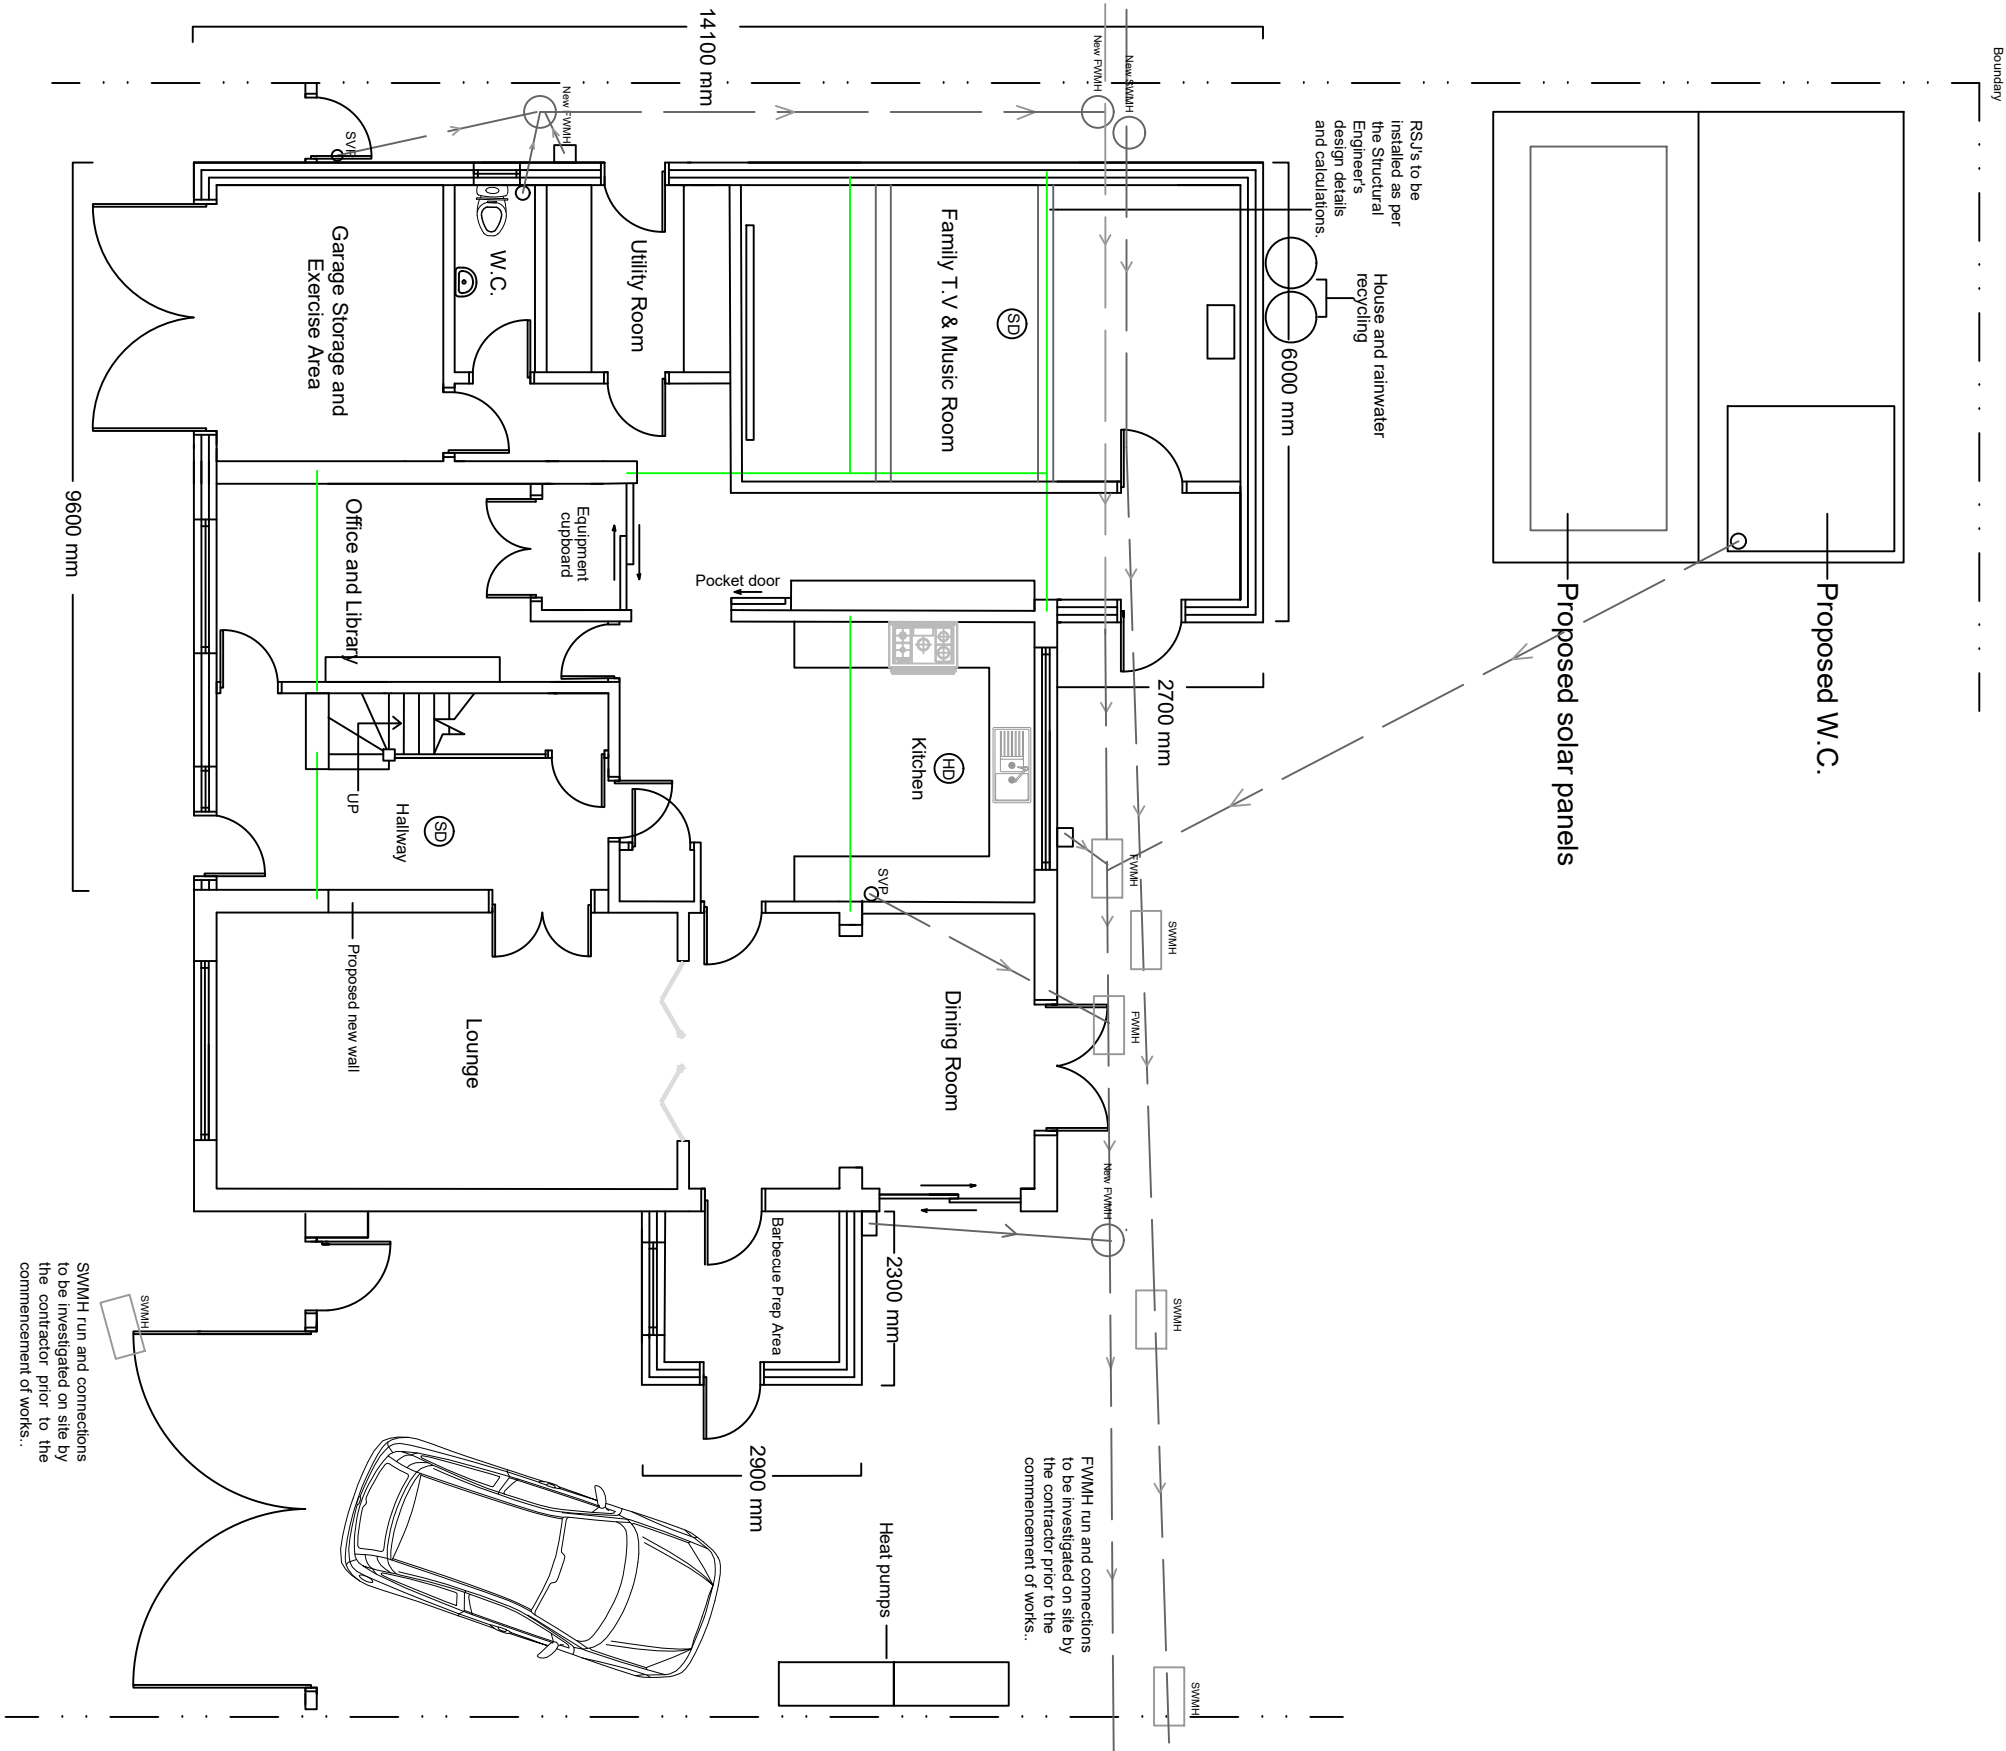 Boundary
14100 mm
New FWMH
New SWMH
New FWMH
SVP
RSJ's to be
installed as per
the Structural
Engineer's
design details
and calculations.
House and rainwater
recycling
6000 mm
Proposed W.C.
Proposed solar panels
Garage Storage and
Exercise Area
W.C.
Utility Room
Family T.V & Music Room
SD
9600 mm
Office and Library
Equipment
cupboard
Pocket door
2700 mm
Kitchen
HD
UP
Hallway
SD
SVP
FWMH
SWMH
FWMH
Proposed new wall
Lounge
Dining Room
New FWMH
Barbecue Prep Area
2300 mm
SWMH
SWMH
SWMH run and connections
to be investigated on site by
the contractor prior to the
commencement of works..
2900 mm
FWMH run and connections
to be investigated on site by
the contractor prior to the
commencement of works..
Heat pumps
SWMH